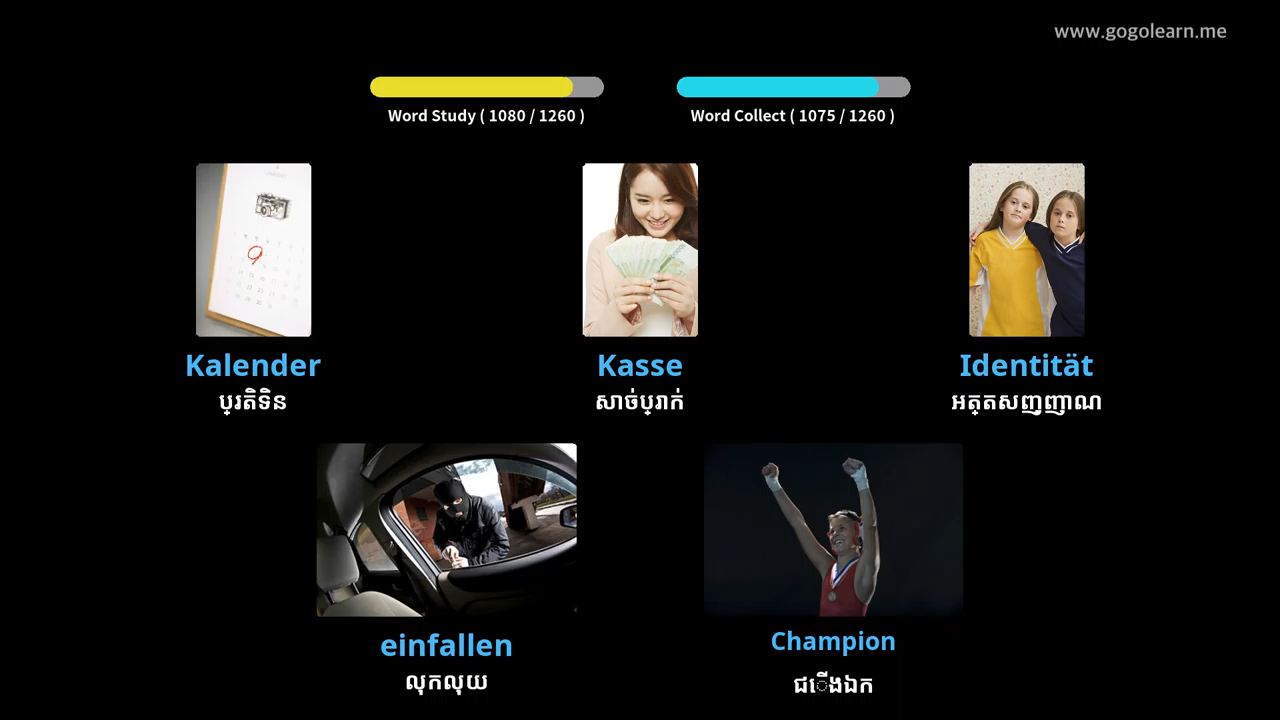 www.gogolearn.me
Word Study ( 1080 / 1260 )
Word Collect ( 1075 / 1260 )
Kalender
ប្រតិទិន
Kasse
សាច់ប្រាក់
Identität
អត្តសញ្ញាណ
einfallen
លុកលុយ
Champion
ជើងឯក